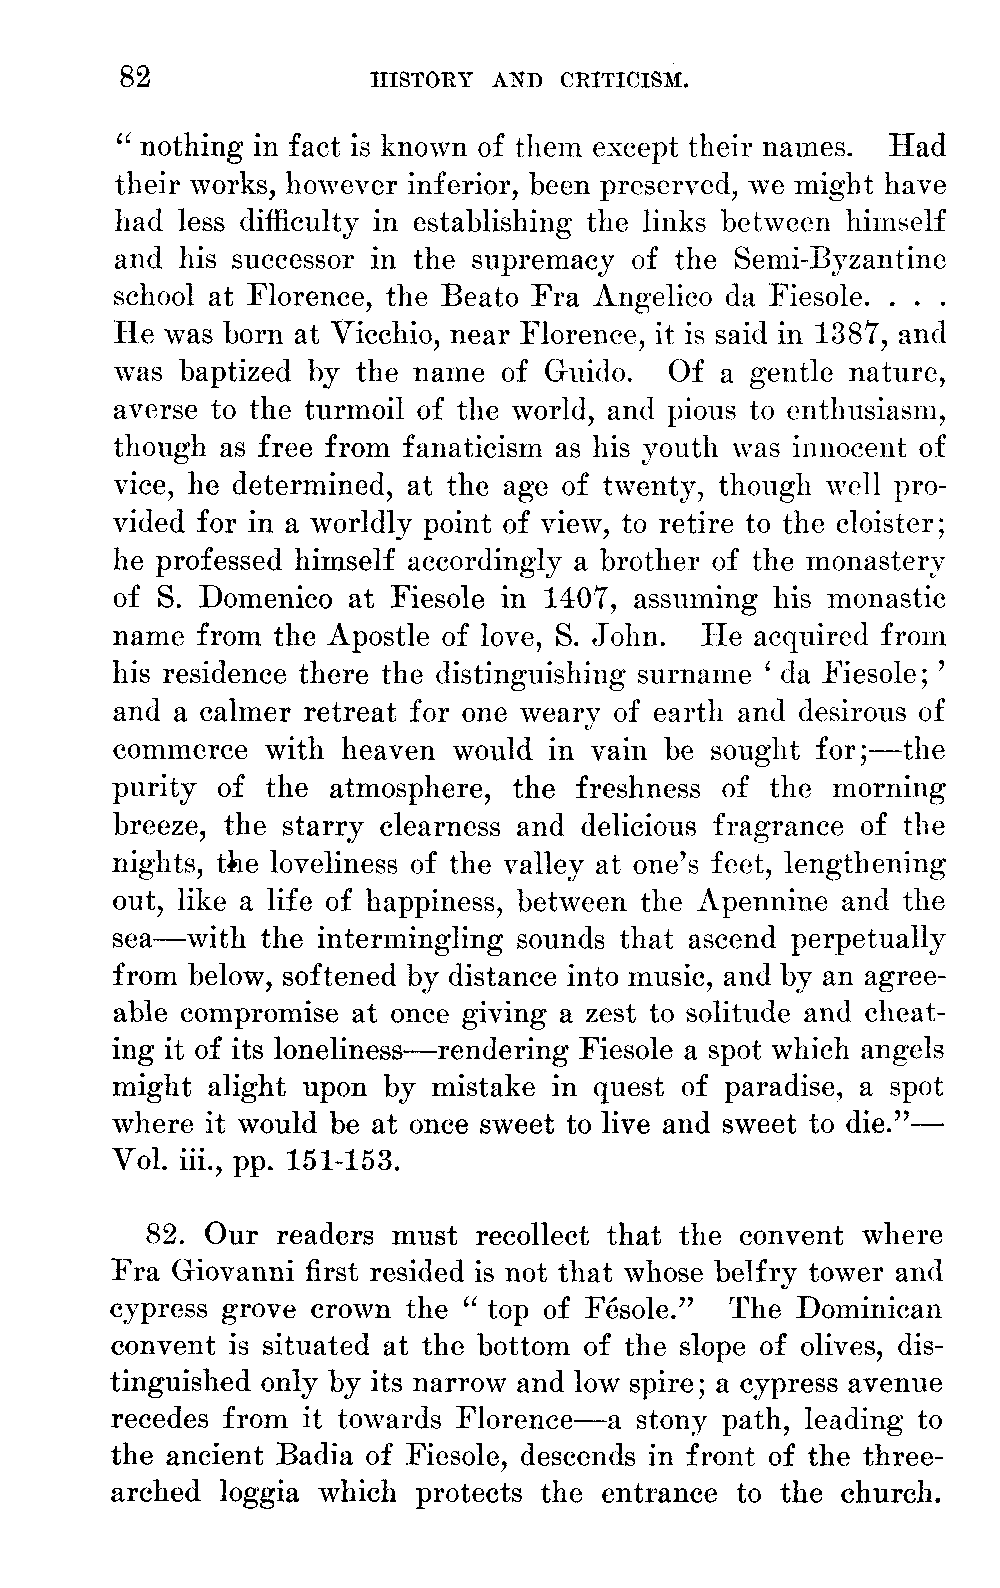 82 HISTORY AND CRITICISM.
“ nothing in fact is known of them except their names. Had
their works, however inferior, been preserved, we might have
had less difficulty in establishing the links between himself
and his successor in the supremacy of the Semi-Byzantine
school at Florence, the Beato Fra Angelico da Fiesole. . . .
He was born at Vicchio, near Florence, it is said in 1387, and
was baptized by the name of Guido. Of a gentle nature,
averse to the turmoil of the world, and pious to enthusiasm,
though as free from fanaticism as his youth was innocent of
vice, he determined, at the age of twenty, though well pro-
vided for in a worldly point of view, to retire to the cloister;
he professed himself accordingly a brother of the monastery
of S. Domenico at Fiesole in 1407, assuming his monastic
name from the Apostle of love, S. John. He acquired from
his residence there the distinguishing surname ‘ da Fiesole; ’
and a calmer retreat for one weary of earth and desirous of
commerce with heaven would in vain be sought for;—the
purity of the atmosphere, the freshness of the morning
breeze, the starry clearness and delicious fragrance of the
nights, the loveliness of the valley at one’s feet, lengthening
out, like a life of happiness, between the Apennine and the
sea—with the intermingling sounds that ascend perpetually
from below, softened by distance into music, and by an agree-
able compromise at once giving a zest to solitude and cheat-
ing it of its loneliness—rendering Fiesole a spot which angels
might alight upon by mistake in quest of paradise, a spot
where it would be at once sweet to live and sweet to die.”—
Vol. iii., pp. 151-153.
82. Our readers must recollect that the convent where
Fra Giovanni first resided is not that whose belfry tower and
cypress grove crown the “ top of Fésole.” The Dominican
convent is situated at the bottom of the slope of olives, dis-
tinguished only by its narrow and low spire; a cypress avenue
recedes from it towards Florence—a stony path, leading to
the ancient Badia of Fiesole, descends in front of the three-
arched loggia which protects the entrance to the church.